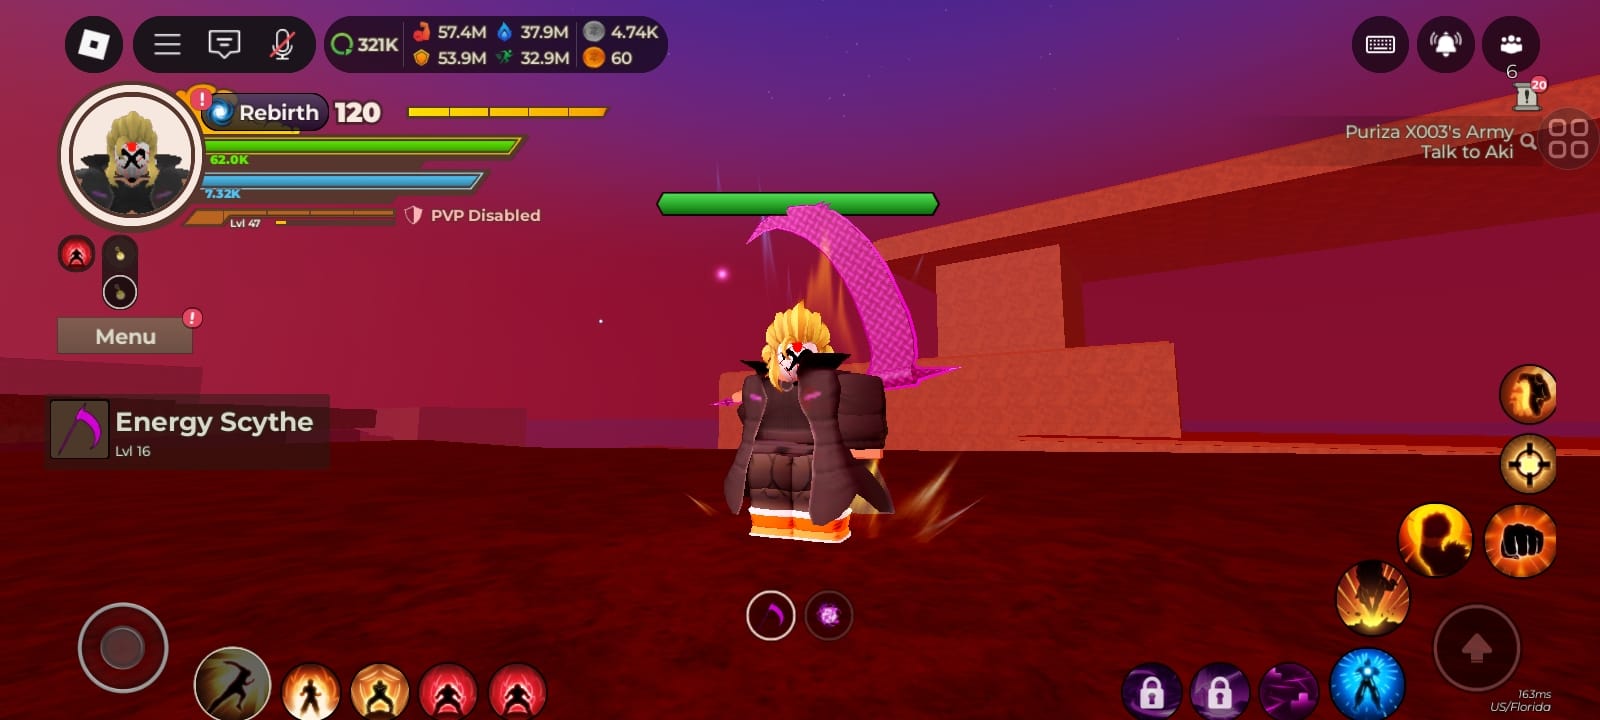 321K
57.4M
37.9M
4.74K
53.9M
32.9M
60
6
20
!
Rebirth 120
62.0K
7.32K
Lvl 47
PVP Disabled
Puriza X003's Army
Talk to Aki
!
Menu
Energy Scythe
Lvl 16
163ms
US/Florida